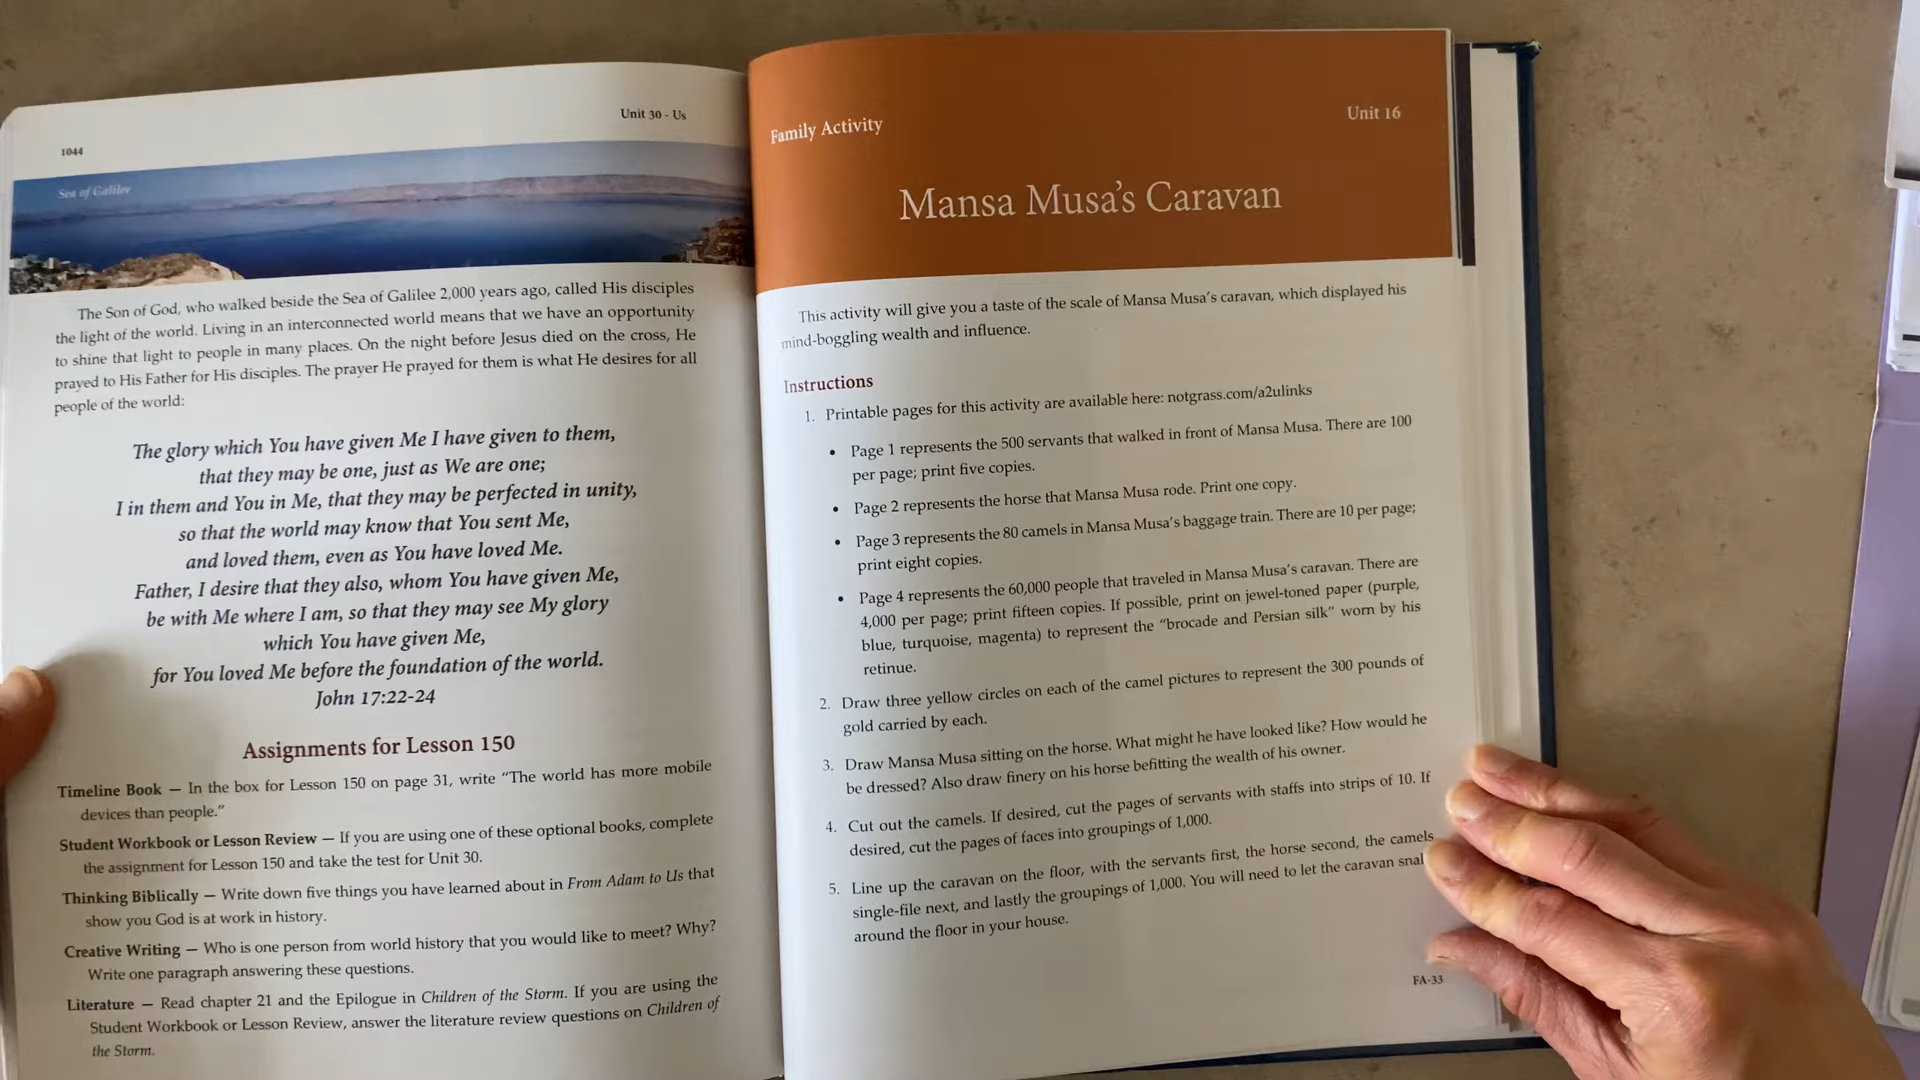 1044
Unit 30 - Us
Sea of Galilee
The Son of God, who walked beside the Sea of Galilee 2,000 years ago, called His disciples
the light of the world. Living in an interconnected world means that we have an opportunity
to shine that light to people in many places. On the night before Jesus died on the cross, He
prayed to His Father for His disciples. The prayer He prayed for them is what He desires for all
people of the world:
The glory which You have given Me I have given to them,
that they may be one, just as We are one;
I in them and You in Me, that they may be perfected in unity,
so that the world may know that You sent Me,
and loved them, even as You have loved Me.
Father, I desire that they also, whom You have given Me,
be with Me where I am, so that they may see My glory
which You have given Me,
for You loved Me before the foundation of the world.
John 17:22-24
Assignments for Lesson 150
Timeline Book — In the box for Lesson 150 on page 31, write “The world has more mobile
devices than people.”
Student Workbook or Lesson Review — If you are using one of these optional books, complete
the assignment for Lesson 150 and take the test for Unit 30.
Thinking Biblically — Write down five things you have learned about in From Adam to Us that
show you God is at work in history.
Creative Writing — Who is one person from world history that you would like to meet? Why?
Write one paragraph answering these questions.
Literature — Read chapter 21 and the Epilogue in Children of the Storm. If you are using the
Student Workbook or Lesson Review, answer the literature review questions on Children of
the Storm.
Family Activity
Unit 16
Mansa Musa’s Caravan
This activity will give you a taste of the scale of Mansa Musa’s caravan, which displayed his
mind-boggling wealth and influence.
Instructions
1. Printable pages for this activity are available here: notgrass.com/a2ulinks
• Page 1 represents the 500 servants that walked in front of Mansa Musa. There are 100
per page; print five copies.
• Page 2 represents the horse that Mansa Musa rode. Print one copy.
• Page 3 represents the 80 camels in Mansa Musa’s baggage train. There are 10 per page;
print eight copies.
• Page 4 represents the 60,000 people that traveled in Mansa Musa’s caravan. There are
4,000 per page; print fifteen copies. If possible, print on jewel-toned paper (purple,
blue, turquoise, magenta) to represent the “brocade and Persian silk” worn by his
retinue.
2. Draw three yellow circles on each of the camel pictures to represent the 300 pounds of
gold carried by each.
3. Draw Mansa Musa sitting on the horse. What might he have looked like? How would he
be dressed? Also draw finery on his horse befitting the wealth of his owner.
4. Cut out the camels. If desired, cut the pages of servants with staffs into strips of 10. If
desired, cut the pages of faces into groupings of 1,000.
5. Line up the caravan on the floor, with the servants first, the horse second, the camels
single-file next, and lastly the groupings of 1,000. You will need to let the caravan
around the floor in your house.
FA-33